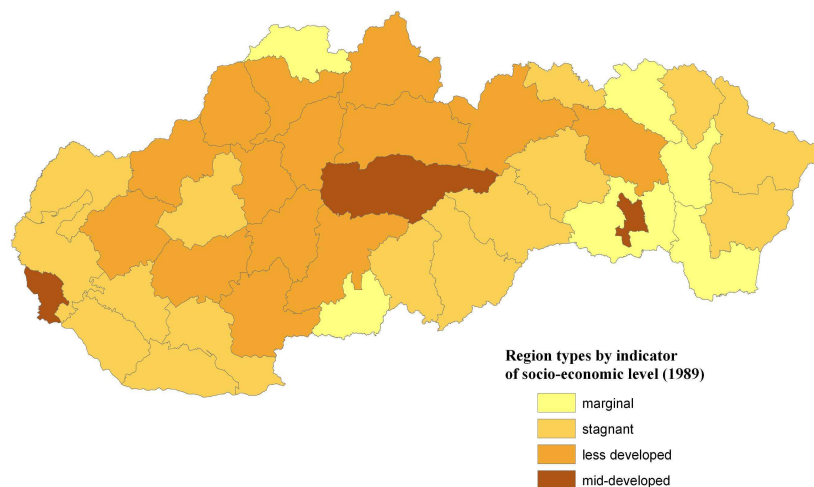 Region types by indicator
of socio-economic level (1989)
marginal
stagnant
less developed
mid-developed